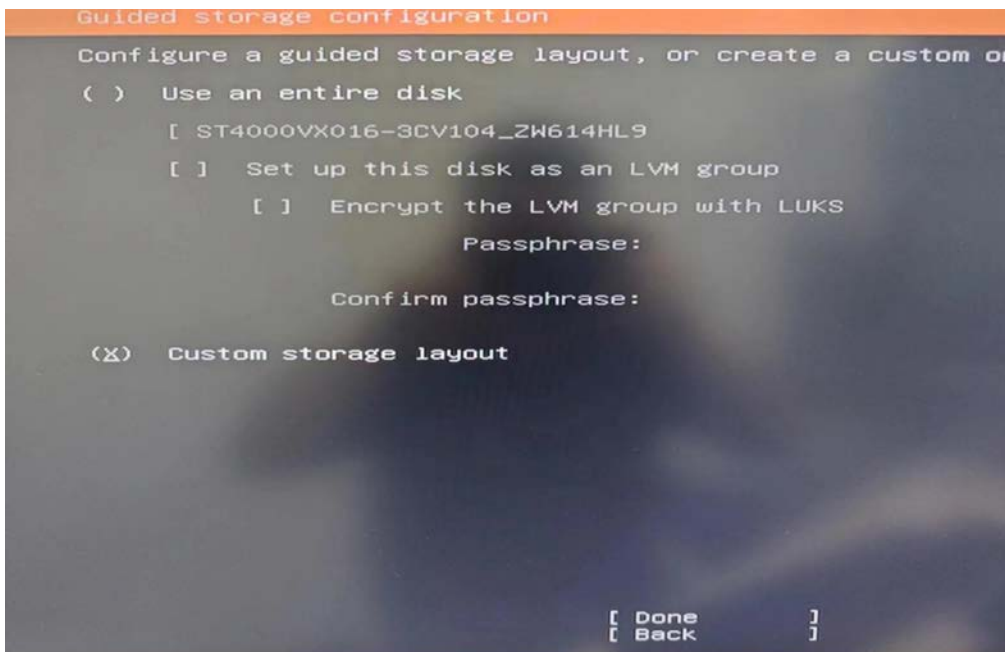 Guided storage configuration
Configure a guided storage layout, or create a custom
( ) Use an entire disk
[ ST4000VX016-3CV104_ZW614HL9
[ ] Set up this disk as an LVM group
[ ] Encrypt the LVM group with LUKS
Passphrase:
Confirm passphrase:
(X) Custom storage layout
[ Done ]
[ Back ]